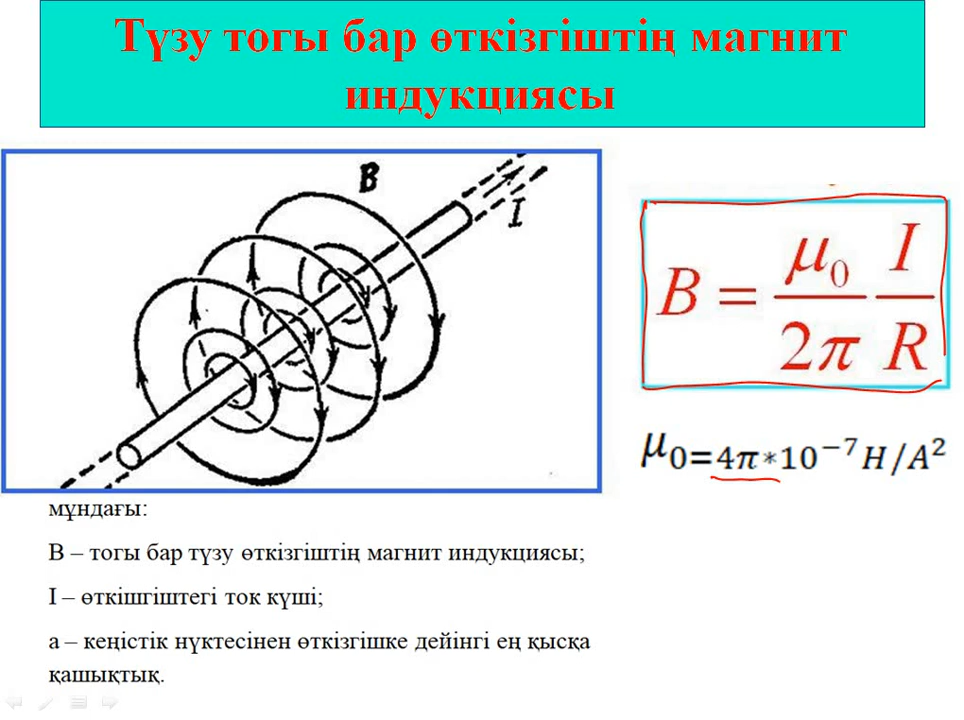 Түзу тогы бар өткізгіштің магнит
индукциясы
B
I
B = μ₀/2π I/R
μ₀=4π*10⁻⁷ H/A²
мұндағы:
В – тогы бар түзу өткізгіштің магнит индукциясы;
I – өткішгіштегі ток күші;
а – кеңістік нүктесінен өткізгішке дейінгі ең қысқа
қашықтық.